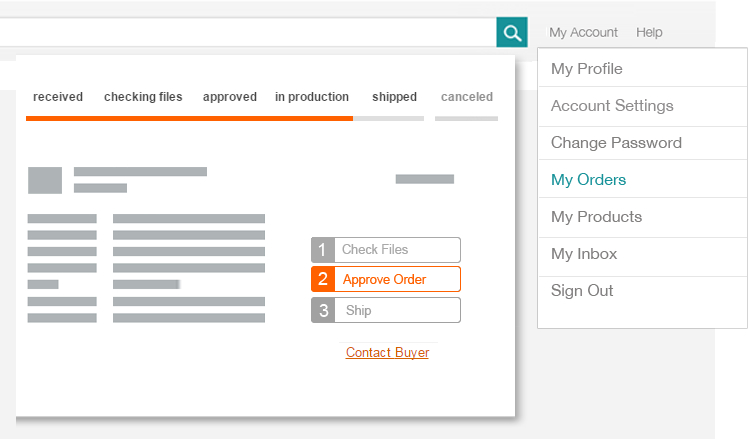 My Account Help
My Profile
Account Settings
Change Password
My Orders
My Products
My Inbox
Sign Out
received checking files approved in production shipped canceled
1 Check Files
2 Approve Order
3 Ship
Contact Buyer